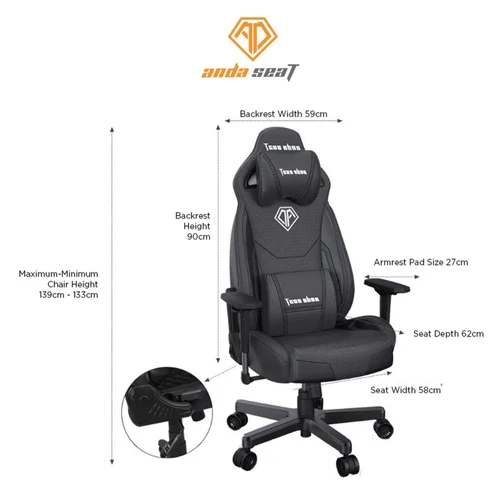 anda seaT
Backrest Width 59cm
Backrest
Height
90cm
Armrest Pad Size 27cm
Maximum-Minimum
Chair Height
139cm - 133cm
Seat Depth 62cm
Seat Width 58cm